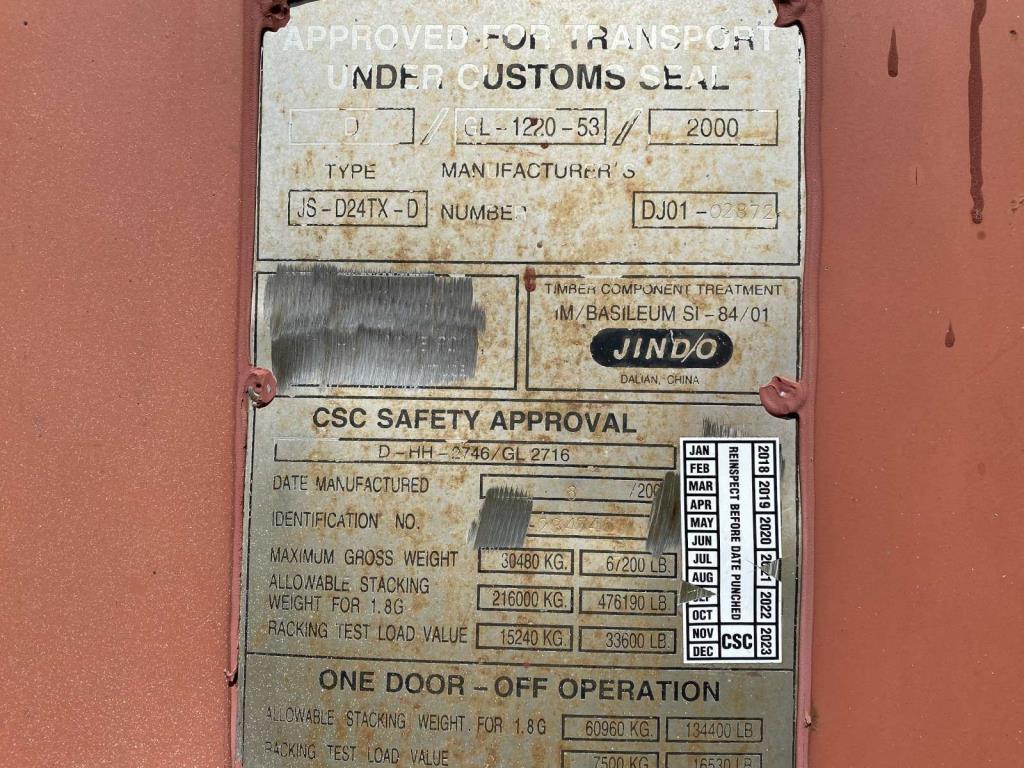 APPROVED FOR TRANSPORT
UNDER CUSTOMS SEAL
D // GL-1220-53 // 2000
TYPE MANUFACTURER'S
JS-D24TX-D NUMBER DJ01-02872
TIMBER COMPONENT TREATMENT
IM/BASILEUM SI-84/01
JINDO
DALIAN, CHINA
CSC SAFETY APPROVAL
D-HH-2746/GL 2716
DATE MANUFACTURED /200
IDENTIFICATION NO.
MAXIMUM GROSS WEIGHT 30480 KG. 67200 LB.
ALLOWABLE STACKING
WEIGHT FOR 1.8G 216000 KG. 476190 LB
RACKING TEST LOAD VALUE 15240 KG. 33600 LB.
JAN
FEB
MAR
APR
MAY
JUN
JUL
AUG
SEP
OCT
NOV
DEC
REINSPECT BEFORE DATE PUNCHED
CSC
2018 2019 2020 2021 2022 2023
ONE DOOR-OFF OPERATION
ALLOWABLE STACKING WEIGHT FOR 1.8G 60960 KG. 134400 LB
RACKING TEST LOAD VALUE 7500 KG 16530 LB